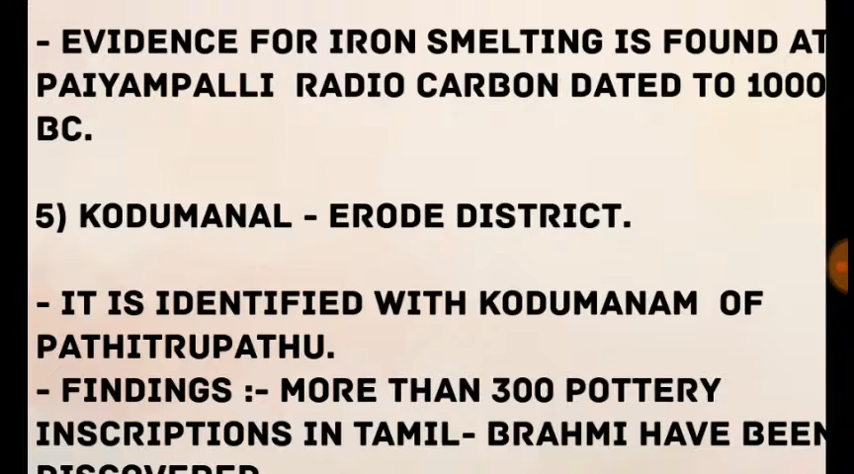 - EVIDENCE FOR IRON SMELTING IS FOUND AT
PAIYAMPALLI RADIO CARBON DATED TO 1000
BC.
5) KODUMANAL - ERODE DISTRICT.
- IT IS IDENTIFIED WITH KODUMANAM OF
PATHITRUPATHU.
- FINDINGS :- MORE THAN 300 POTTERY
INSCRIPTIONS IN TAMIL- BRAHMI HAVE BEEN
DISCOVERED